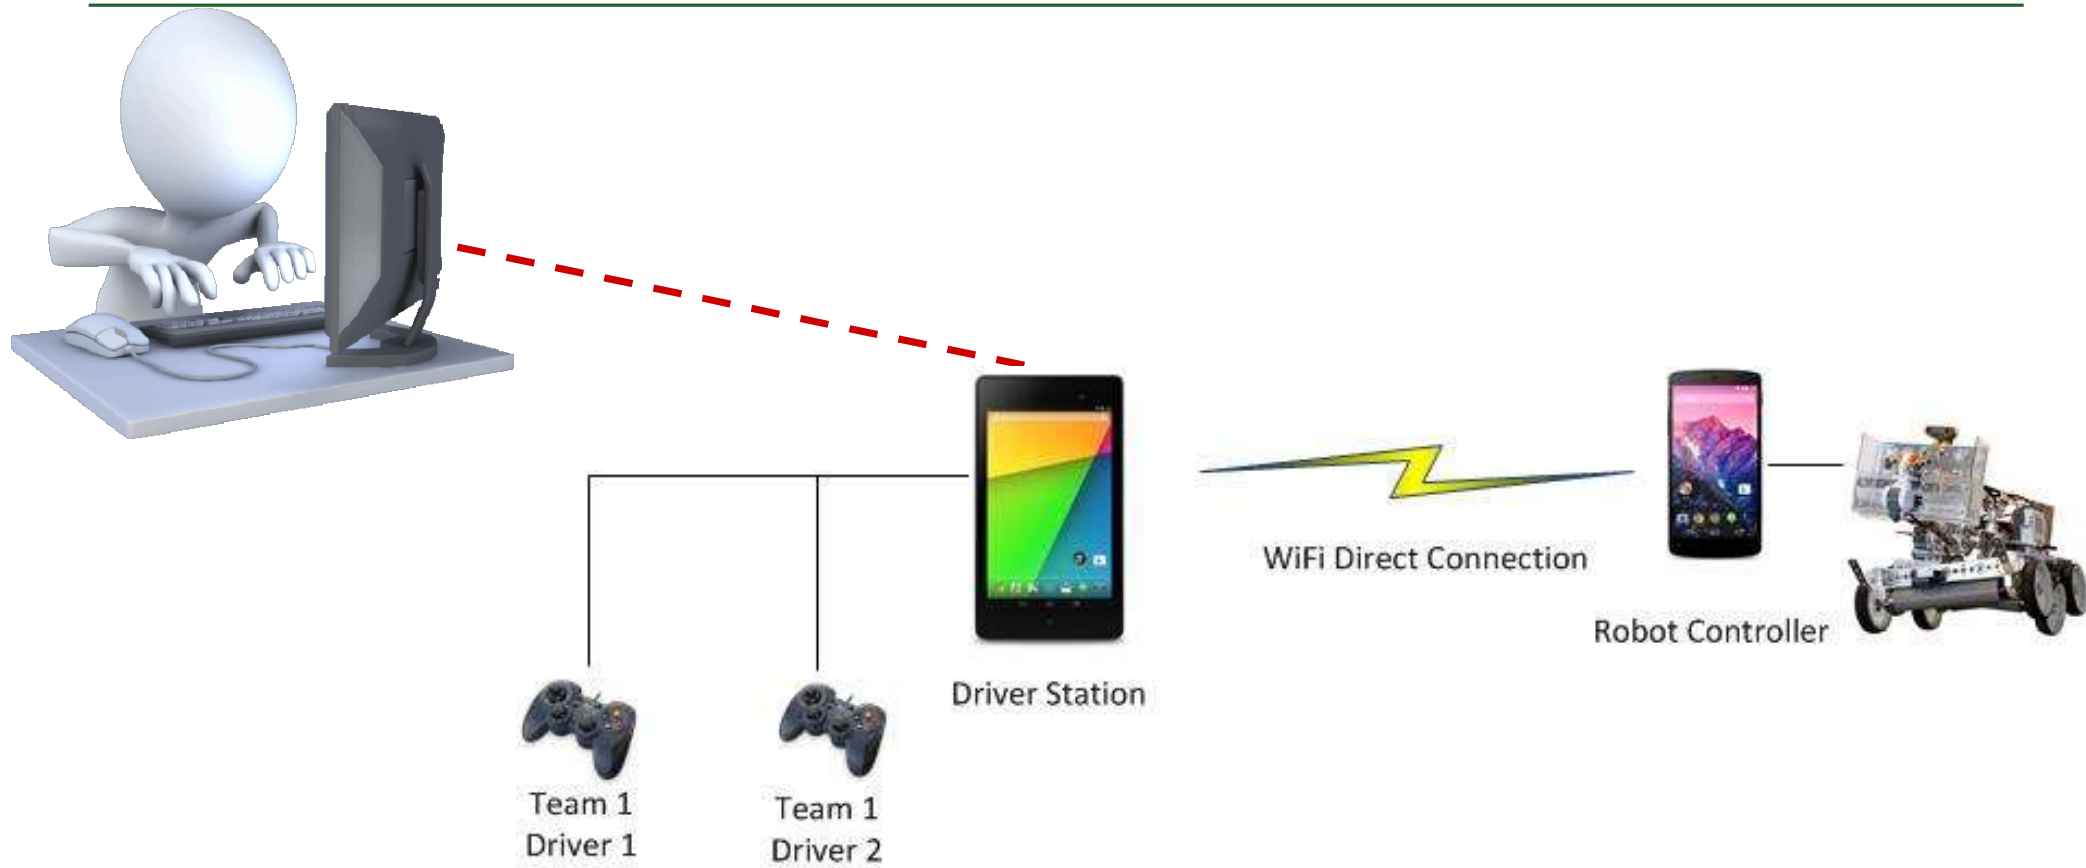 WiFi Direct Connection
Robot Controller
Driver Station
Team 1
Driver 1
Team 1
Driver 2